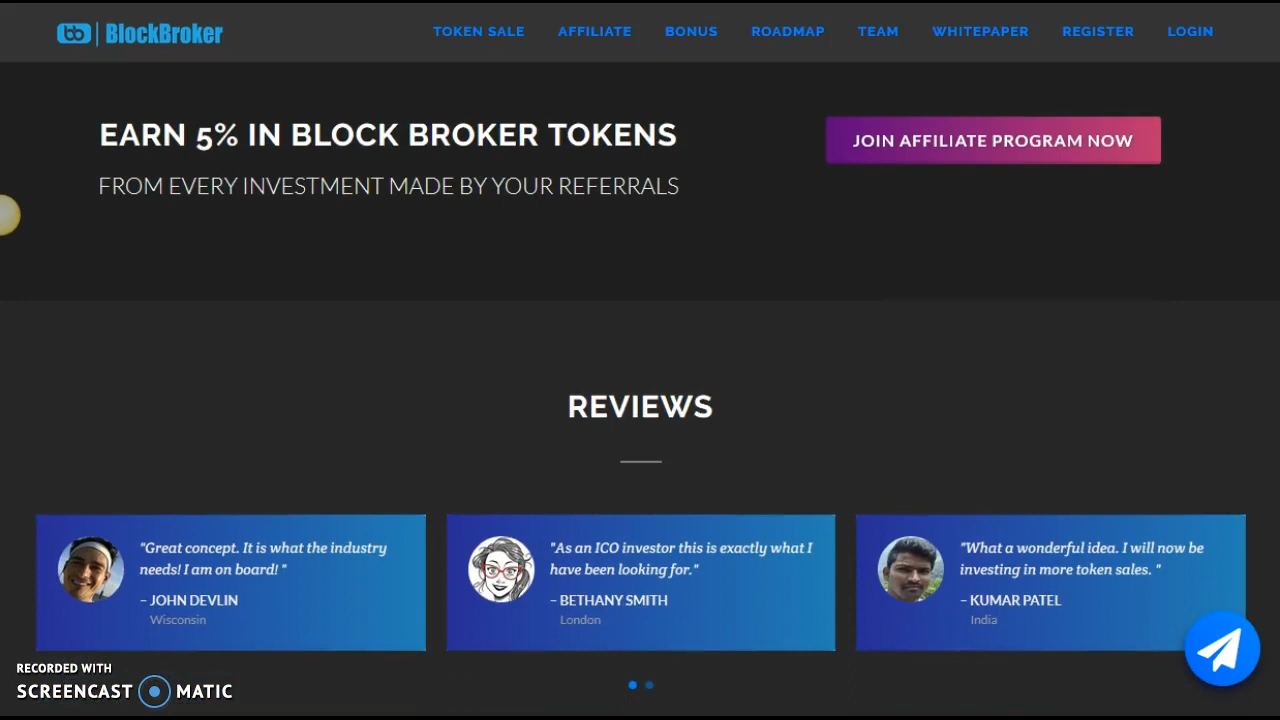 bb | BlockBroker
TOKEN SALE AFFILIATE BONUS ROADMAP TEAM WHITEPAPER REGISTER LOGIN
EARN 5% IN BLOCK BROKER TOKENS
JOIN AFFILIATE PROGRAM NOW
FROM EVERY INVESTMENT MADE BY YOUR REFERRALS
REVIEWS
"Great concept. It is what the industry
needs! I am on board! "
– JOHN DEVLIN
Wisconsin
"As an ICO investor this is exactly what I
have been looking for."
– BETHANY SMITH
London
"What a wonderful idea. I will now be
investing in more token sales. "
– KUMAR PATEL
India
RECORDED WITH
SCREENCAST MATIC